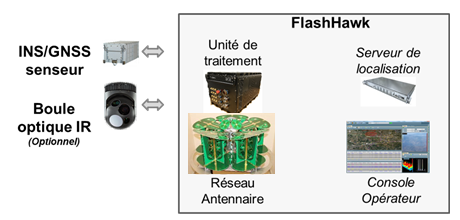 FlashHawk
INS/GNSS
senseur
Boule
optique IR
(Optionnel)
Unité de
traitement
Serveur de
localisation
Réseau
Antennaire
Console
Opérateur